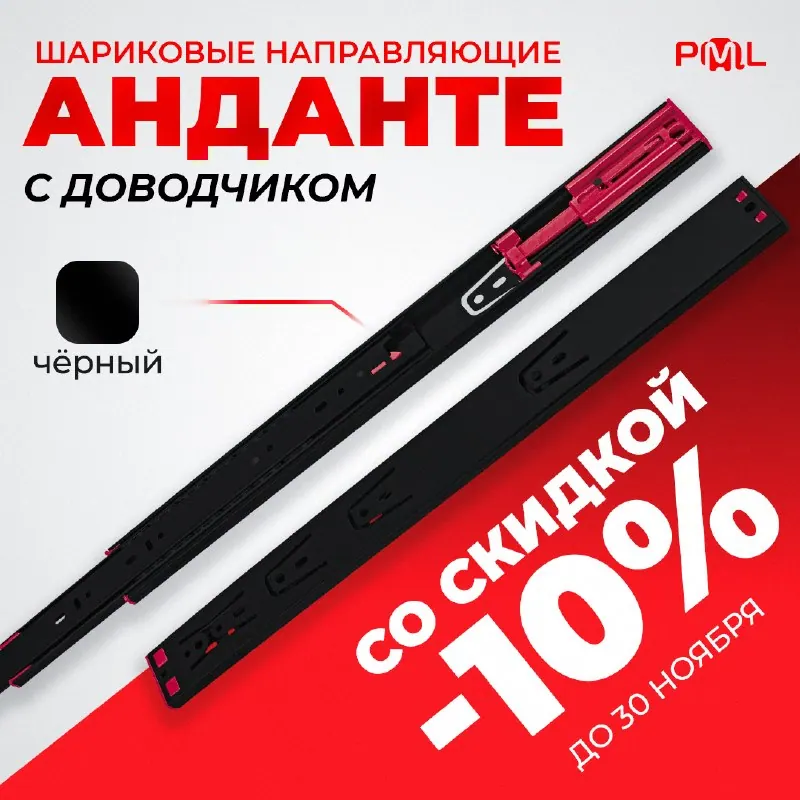 ШАРИКОВЫЕ НАПРАВЛЯЮЩИЕ
PML
АНДАНТЕ
С ДОВОДЧИКОМ
чёрный
СО СКИДКОЙ
-10%
ДО 30 НОЯБРЯ